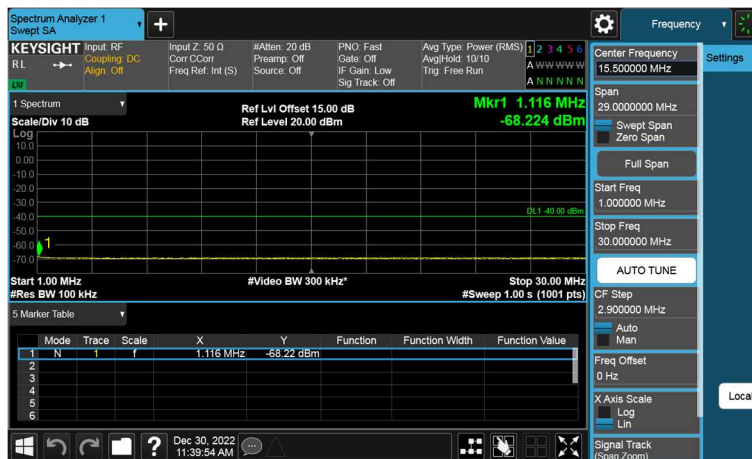 Spectrum Analyzer 1
Swept SA
Frequency
KEYSIGHT
RL
LXI
Input: RF
Coupling: DC
Align: Off
Input Z: 50 Ω
Corr CCorr
Freq Ref: Int (S)
#Atten: 20 dB
Preamp: Off
Source: Off
PNO: Fast
Gate: Off
IF Gain: Low
Sig Track: Off
Avg Type: Power (RMS)
Avg|Hold: 10/10
Trig: Free Run
1 2 3 4 5 6
A W W W W W
A N N N N N
1 Spectrum
Scale/Div 10 dB
Ref Lvl Offset 15.00 dB
Ref Level 20.00 dBm
Mkr1 1.116 MHz
-68.224 dBm
Log
10.0
0.00
-10.0
-20.0
-30.0
-40.0
-50.0
-60.0
-70.0
DL1 -40.00 dBm
1
Start 1.00 MHz
#Res BW 100 kHz
#Video BW 300 kHz*
Stop 30.00 MHz
#Sweep 1.00 s (1001 pts)
5 Marker Table
Mode Trace Scale X Y Function Function Width Function Value
1 N 1 f 1.116 MHz -68.22 dBm
2
3
4
5
6
?
Dec 30, 2022
11:39:54 AM
Center Frequency
15.500000 MHz
Settings
Span
29.0000000 MHz
Swept Span
Zero Span
Full Span
Start Freq
1.000000 MHz
Stop Freq
30.000000 MHz
AUTO TUNE
CF Step
2.900000 MHz
Auto
Man
Freq Offset
0 Hz
X Axis Scale
Log
Lin
Local
Signal Track
(Span Zoom)